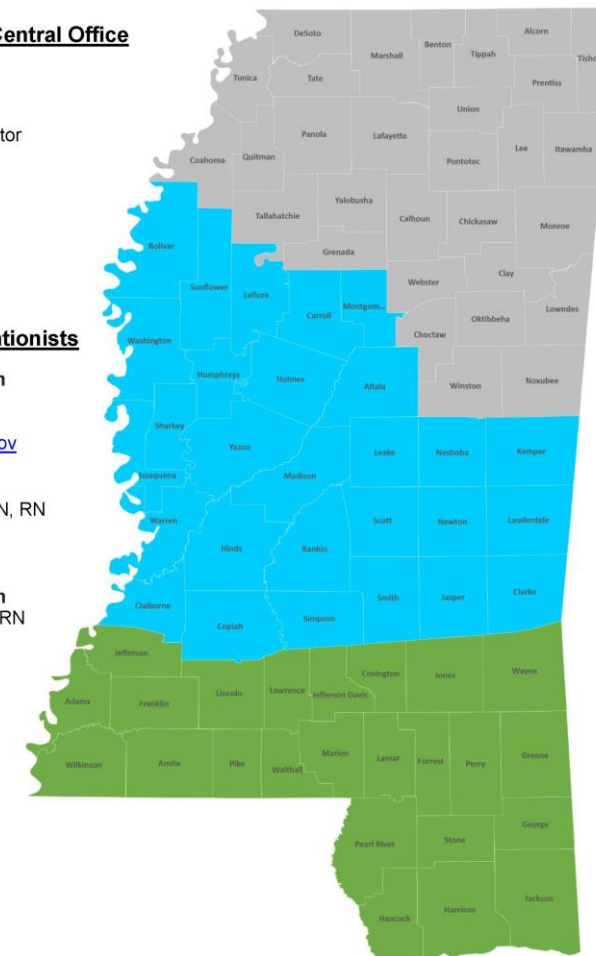 Central Office
tor
tionists
n
ov
N, RN
n
RN
DeSoto
Marshall
Benton
Tippah
Alcorn
Tisho
Tunica
Tate
Prentiss
Union
Panola
Lafayette
Lee
Itawamba
Coahoma
Quitman
Pontotoc
Yalobusha
Tallahatchie
Calhoun
Chickasaw
Monroe
Bolivar
Grenada
Clay
Sunflower
Leflore
Webster
Carroll
Montgom...
Lowndes
Oktibbeha
Choctaw
Washington
Humphreys
Holmes
Attala
Winston
Noxubee
Sharkey
Yazoo
Leake
Neshoba
Kemper
Issaquena
Madison
Warren
Scott
Newton
Lauderdale
Hinds
Rankin
Claiborne
Smith
Jasper
Clarke
Copiah
Simpson
Jefferson
Covington
Jones
Wayne
Adams
Franklin
Lincoln
Lawrence
Jefferson Davis
Wilkinson
Amite
Pike
Walthall
Marion
Lamar
Forrest
Perry
Greene
George
Pearl River
Stone
Jackson
Hancock
Harrison